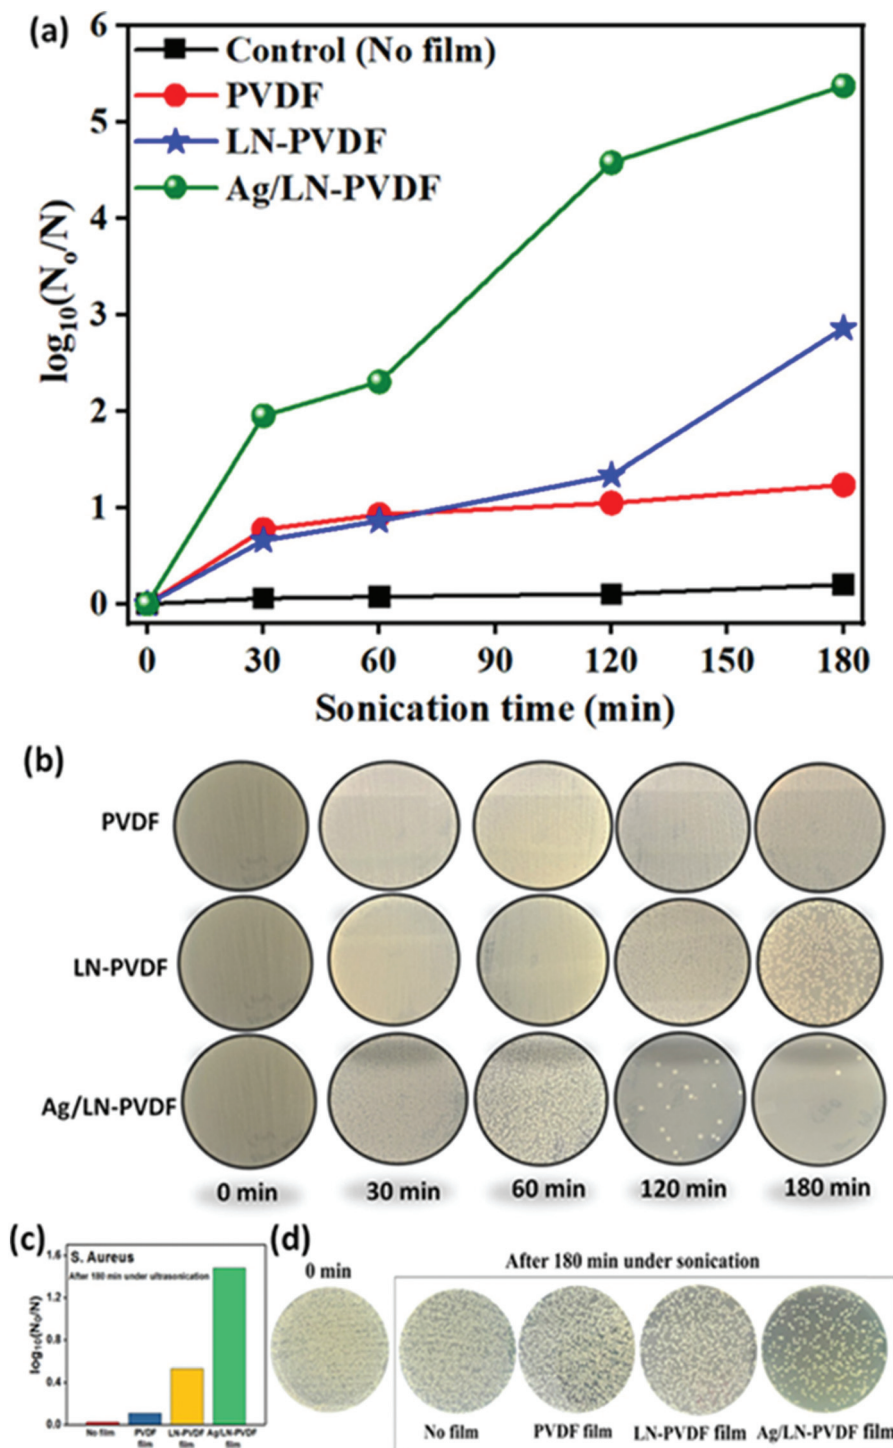 (a)
6
Control (No film)
PVDF
LN-PVDF
Ag/LN-PVDF
5
4
3
2
1
0
log₁₀(Nₒ/N)
0 30 60 90 120 150 180
Sonication time (min)
(b)
PVDF
LN-PVDF
Ag/LN-PVDF
0 min 30 min 60 min 120 min 180 min
(c)
S. Aureus
After 180 min under ultrasonication
1.6
1.2
0.8
0.4
0.0
log₁₀(N₀/N)
No film PVDF film LN-PVDF film Ag/LN-PVDF film
(d)
After 180 min under sonication
0 min
No film PVDF film LN-PVDF film Ag/LN-PVDF film